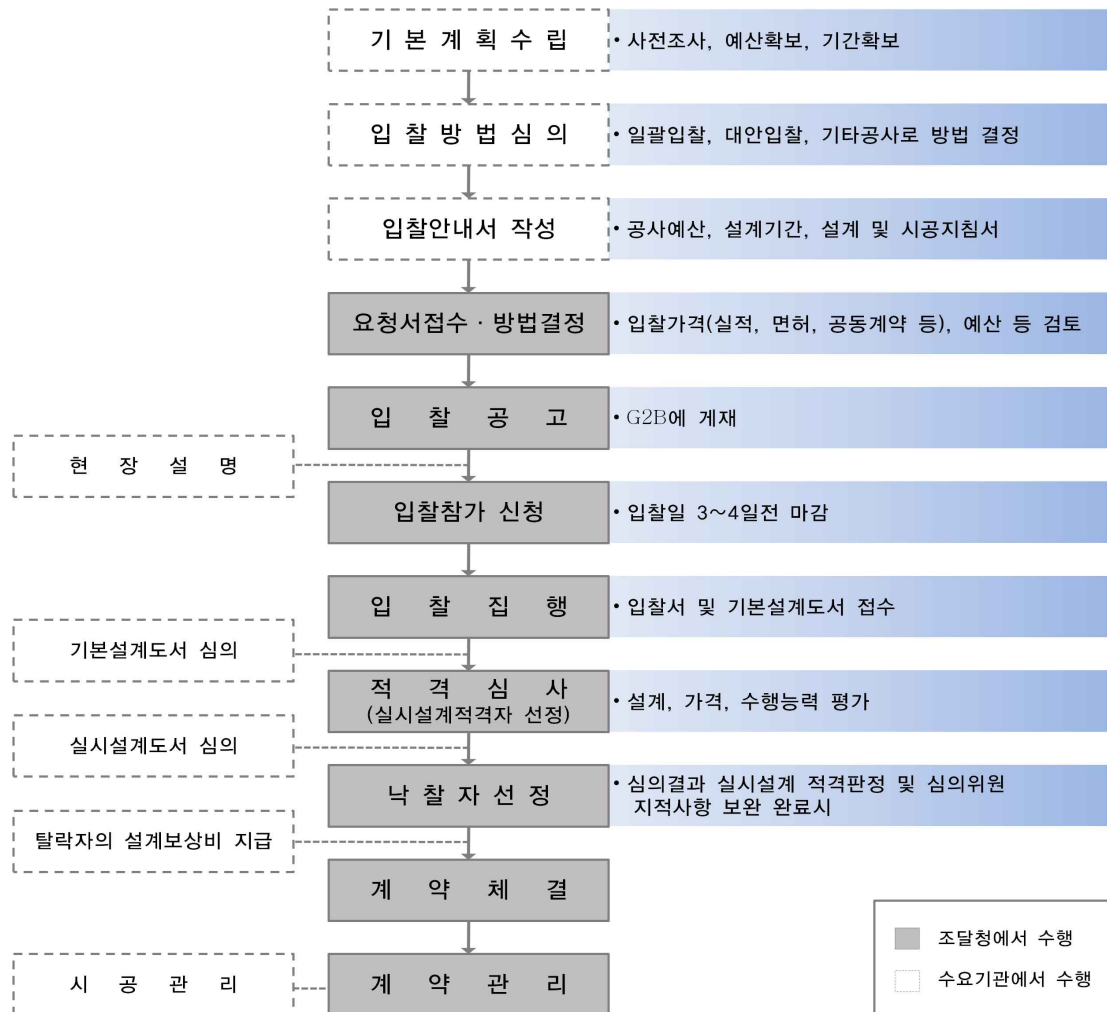 기본계획수립
• 사전조사, 예산확보, 기간확보
입찰방법심의
• 일괄입찰, 대안입찰, 기타공사로 방법 결정
입찰안내서 작성
• 공사예산, 설계기간, 설계 및 시공지침서
요청서접수 · 방법결정
• 입찰가격(실적, 면허, 공동계약 등), 예산 등 검토
입찰공고
• G2B에 게재
현장설명
입찰참가 신청
• 입찰일 3~4일전 마감
입찰집행
• 입찰서 및 기본설계도서 접수
기본설계도서 심의
적격심사
(실시설계적격자 선정)
• 설계, 가격, 수행능력 평가
실시설계도서 심의
낙찰자선정
• 심의결과 실시설계 적격판정 및 심의위원
지적사항 보완 완료시
탈락자의 설계보상비 지급
계약체결
시공관리
계약관리
조달청에서 수행
수요기관에서 수행